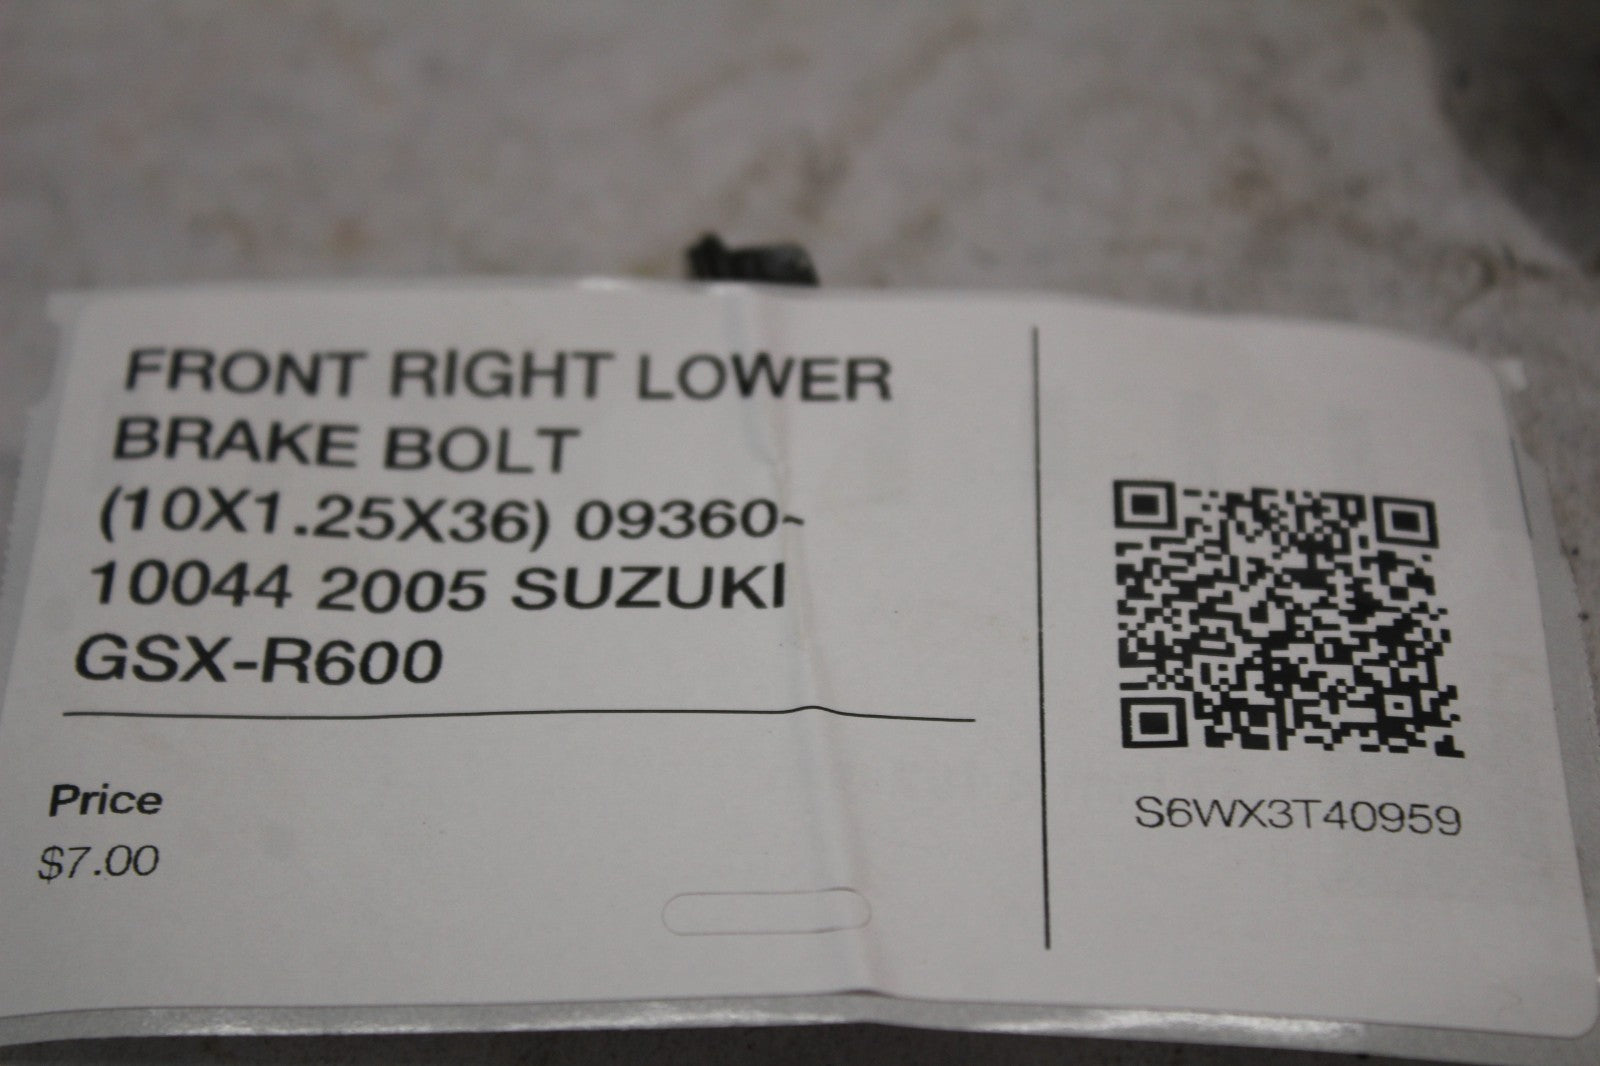 FRONT RIGHT LOWER
BRAKE BOLT
(10X1.25X36) 09360-
10044 2005 SUZUKI
GSX-R600
Price
$7.00
S6WX3T40959